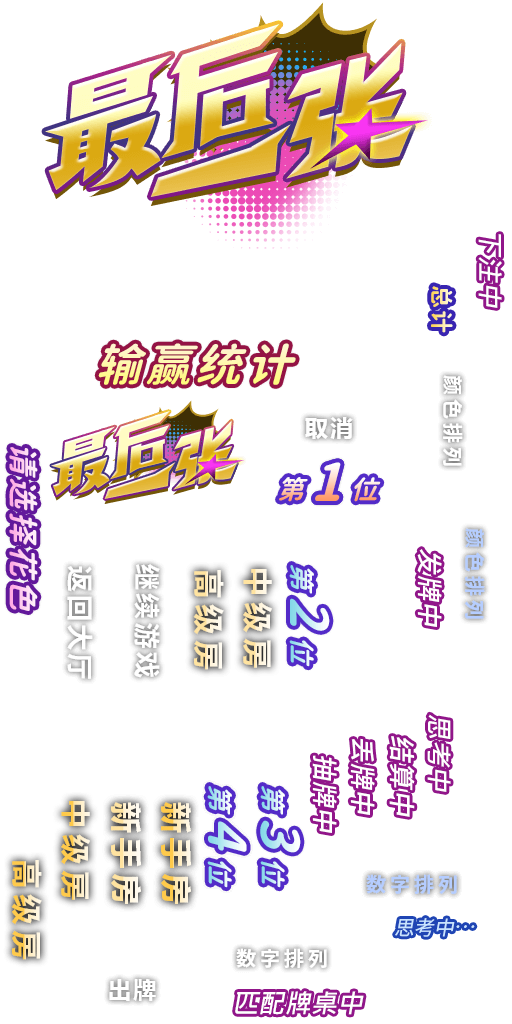 最后一张
下注中
总计
输赢统计
颜色排列
最后一张
取消
请选择花色
第1位
颜色排列
发牌中
返回大厅
继续游戏
高级房
中级房
第2位
思考中
结算中
丢牌中
抽牌中
中级房
新手房
新手房
第4位
第3位
高级房
数字排列
思考中…
数字排列
出牌
匹配牌桌中